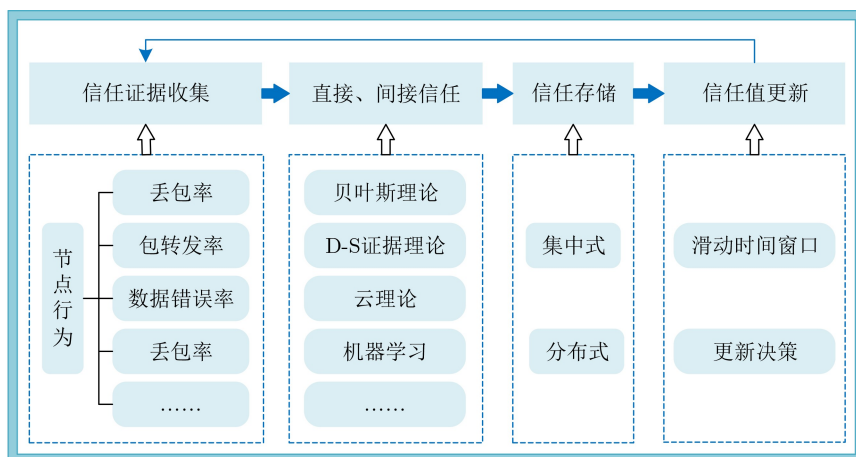 信任证据收集
直接、间接信任
信任存储
信任值更新
节点行为
丢包率
包转发率
数据错误率
丢包率
……
贝叶斯理论
D-S证据理论
云理论
机器学习
……
集中式
分布式
滑动时间窗口
更新决策